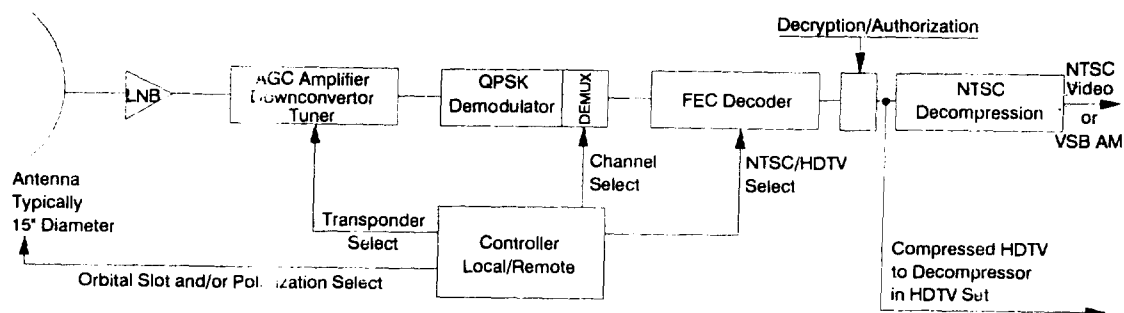 Decryption/Authorization
LNB
AGC Amplifier
Downconvertor
Tuner
QPSK
Demodulator
DEMUX
FEC Decoder
NTSC
Decompression
NTSC
Video
or
VSB AM
Antenna
Typically
15" Diameter
Transponder
Select
Channel
Select
NTSC/HDTV
Select
Controller
Local/Remote
Orbital Slot and/or Select
Compressed HDTV
to Decompressor
in HDTV Set